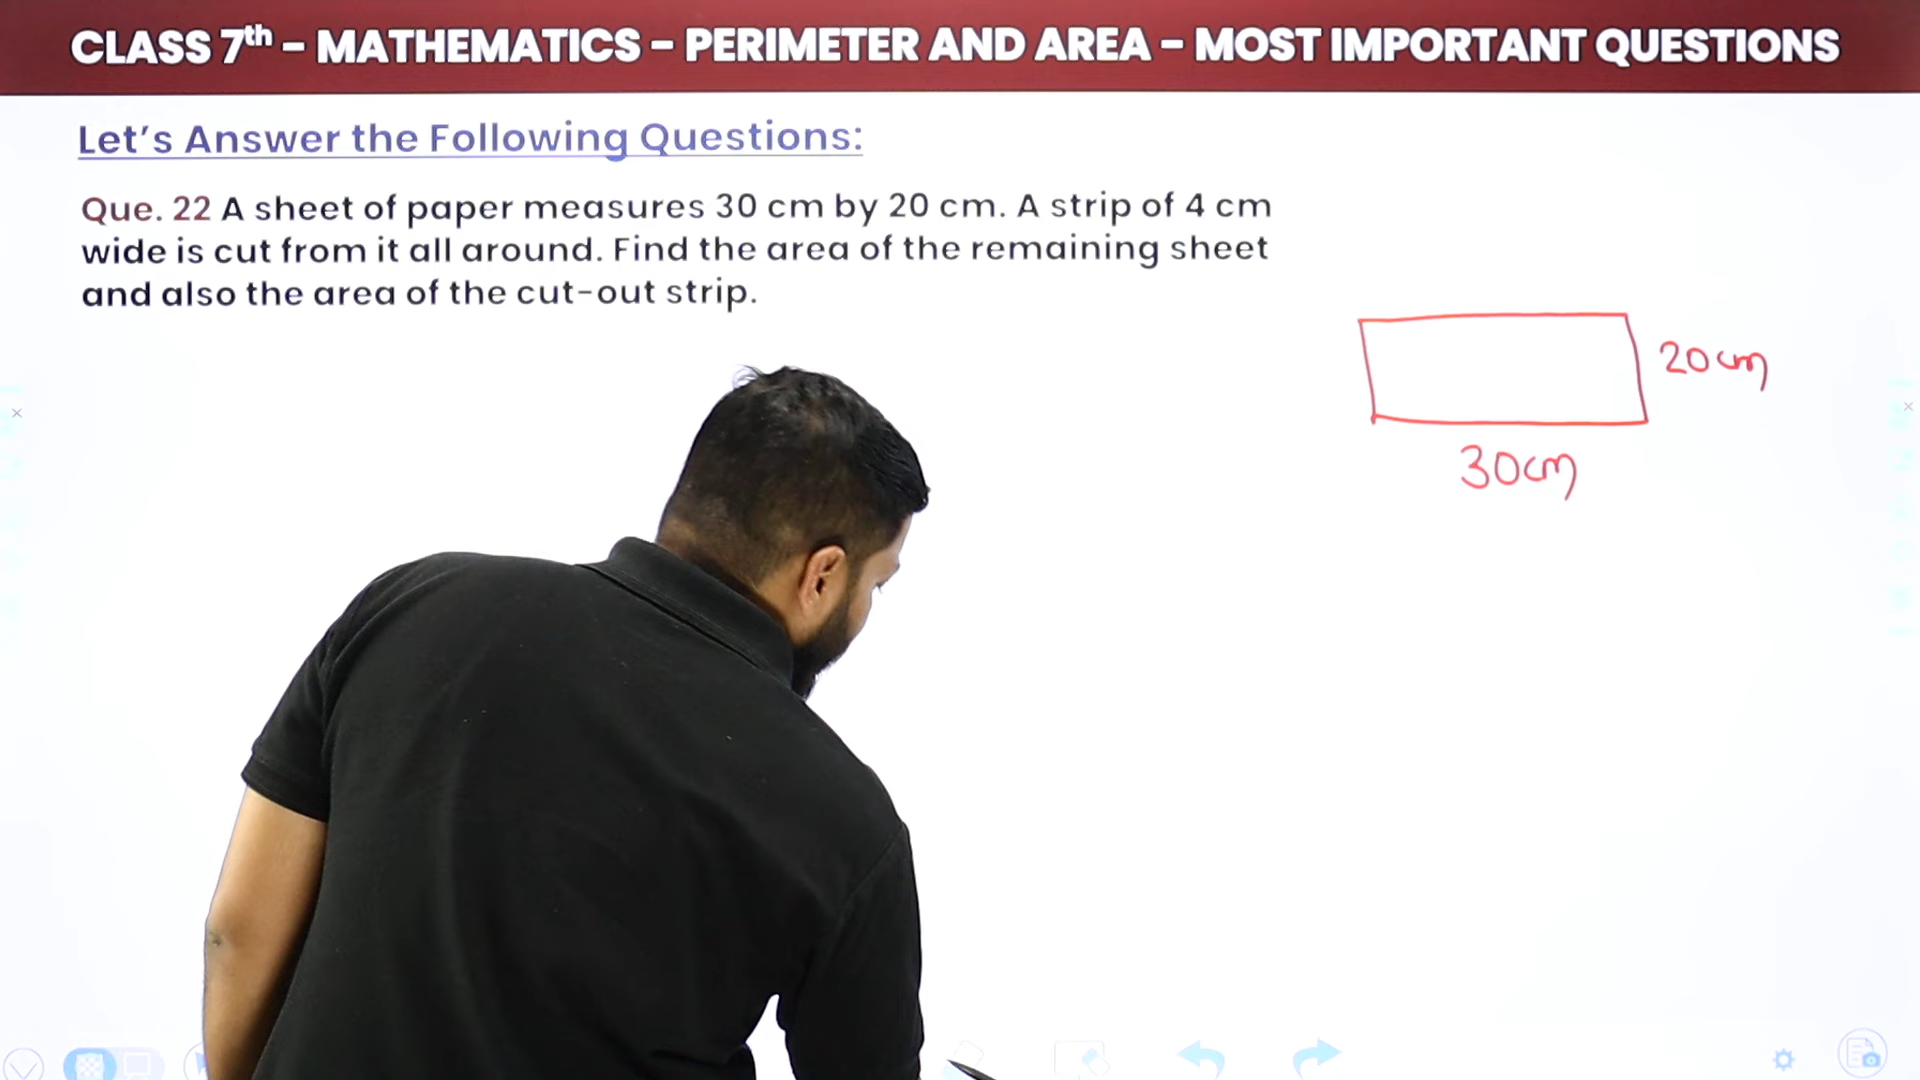 CLASS 7th – MATHEMATICS – PERIMETER AND AREA – MOST IMPORTANT QUESTIONS
Let's Answer the Following Questions:
Que. 22 A sheet of paper measures 30 cm by 20 cm. A strip of 4 cm
wide is cut from it all around. Find the area of the remaining sheet
and also the area of the cut-out strip.
20cm
30cm